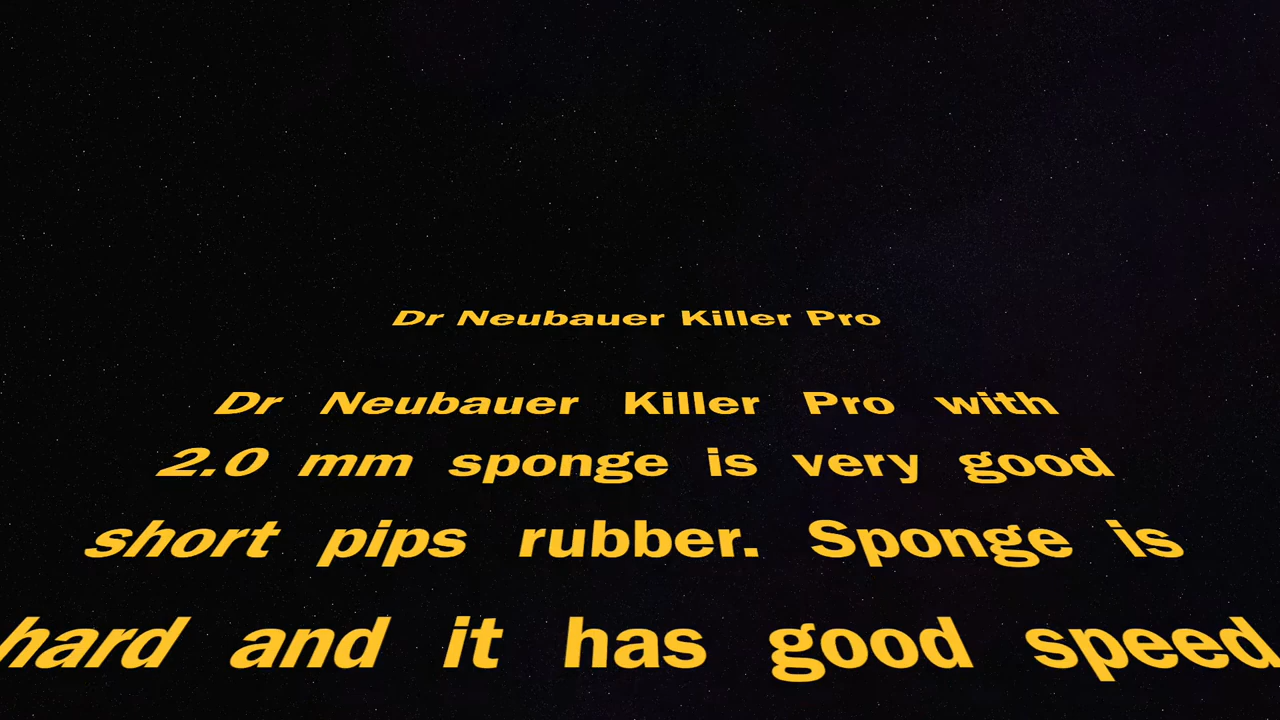 Dr Neubauer Killer Pro
Dr Neubauer Killer Pro with
2.0 mm sponge is very good
short pips rubber. Sponge is
hard and it has good speed